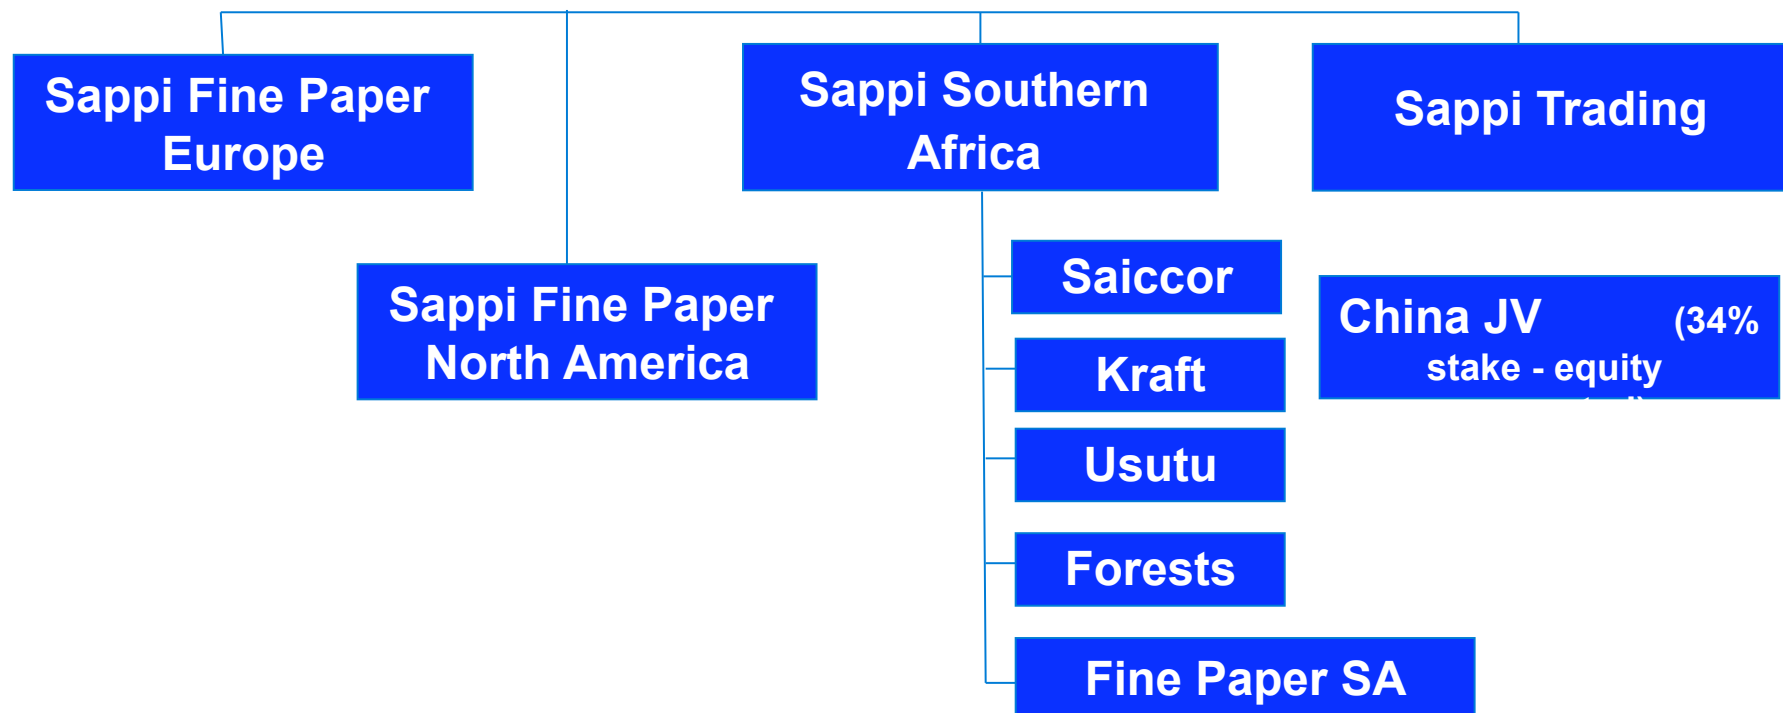 Sappi Fine Paper
Europe
Sappi Fine Paper
North America
Sappi Southern
Africa
Saiccor
Kraft
Usutu
Forests
Fine Paper SA
Sappi Trading
China JV (34%
stake - equity